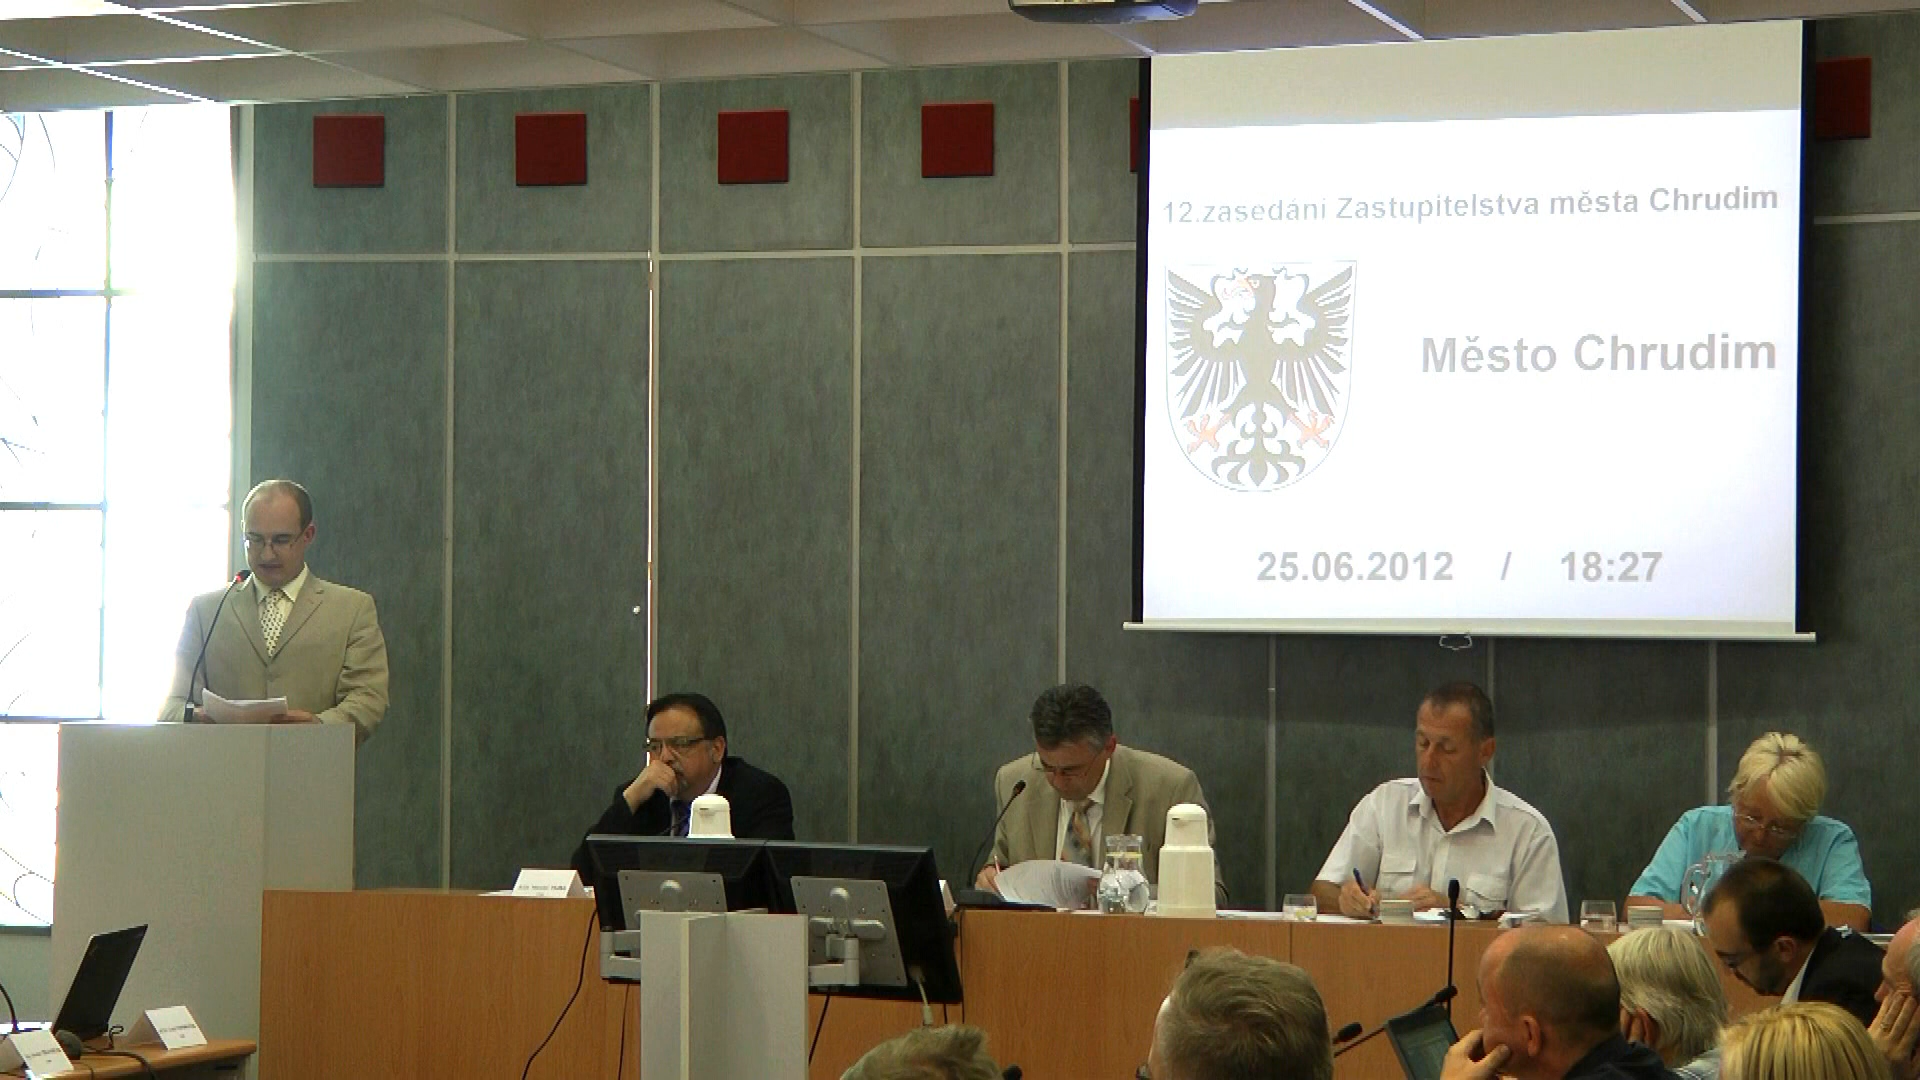 12.zasedání Zastupitelstva města Chrudim
Město Chrudim
25.06.2012 / 18:27